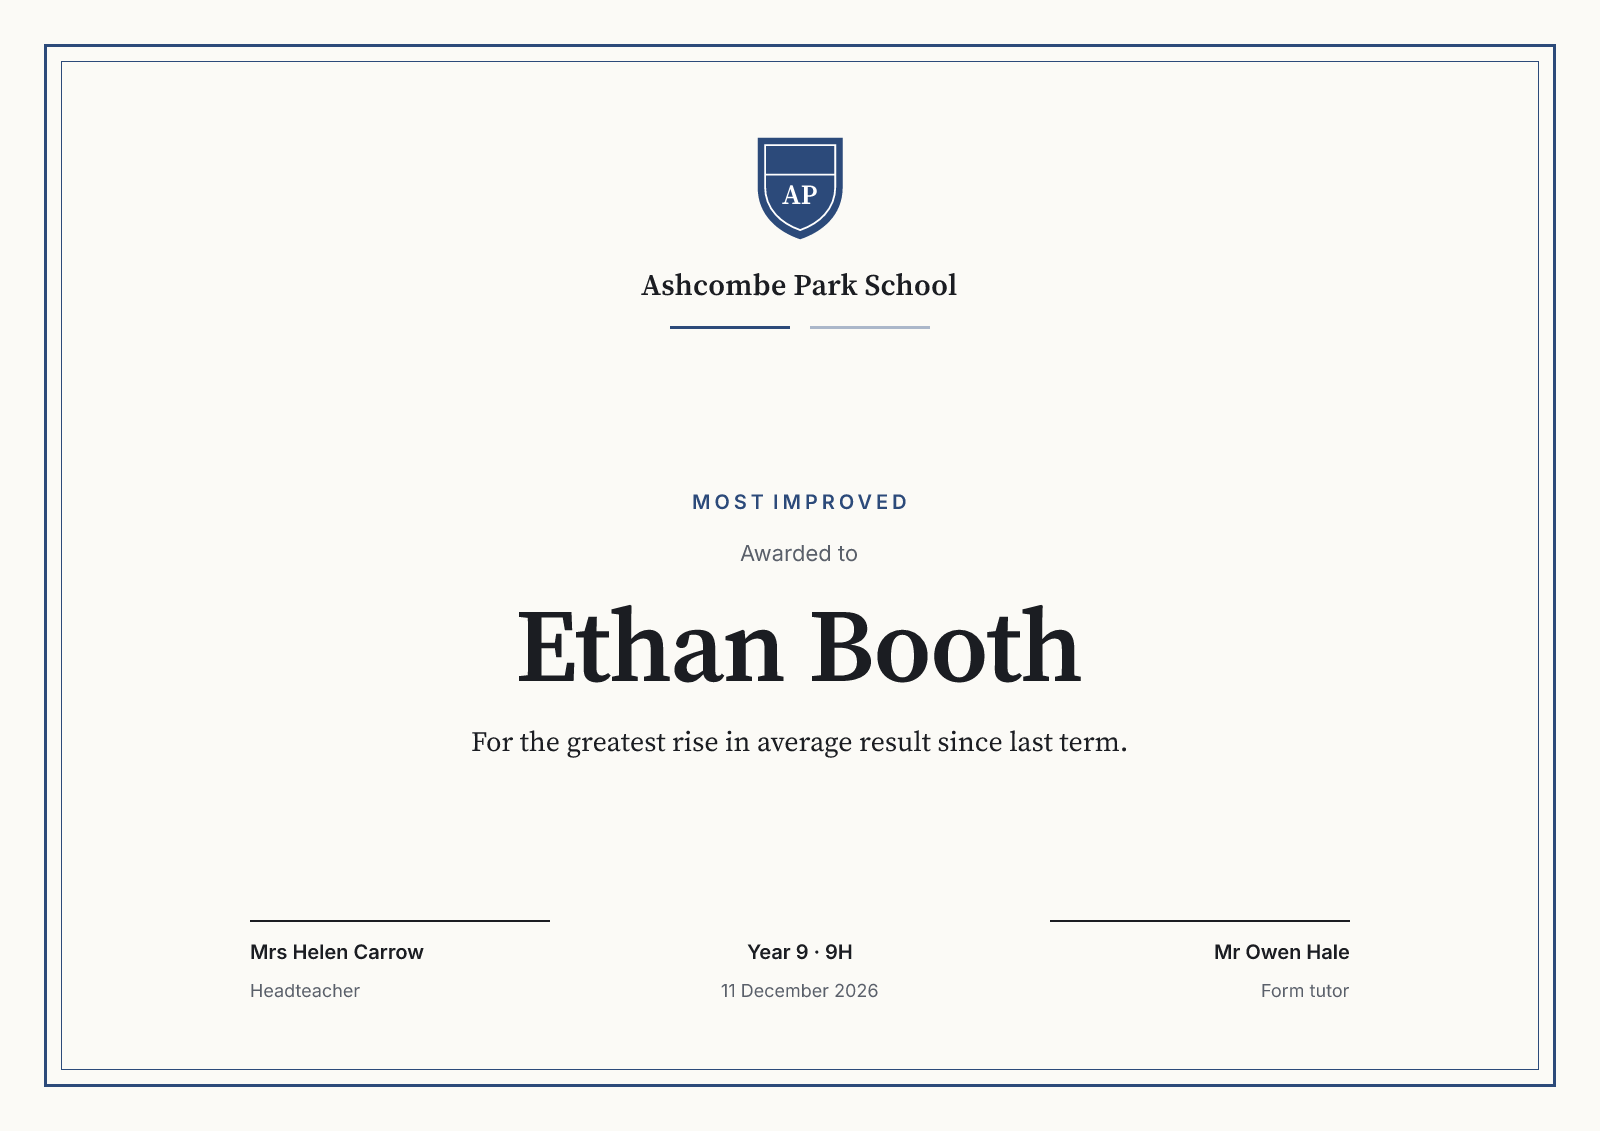 AP
Ashcombe Park School
MOST IMPROVED
Awarded to
Ethan Booth
For the greatest rise in average result since last term.
Mrs Helen Carrow
Headteacher
Year 9 · 9H
11 December 2026
Mr Owen Hale
Form tutor